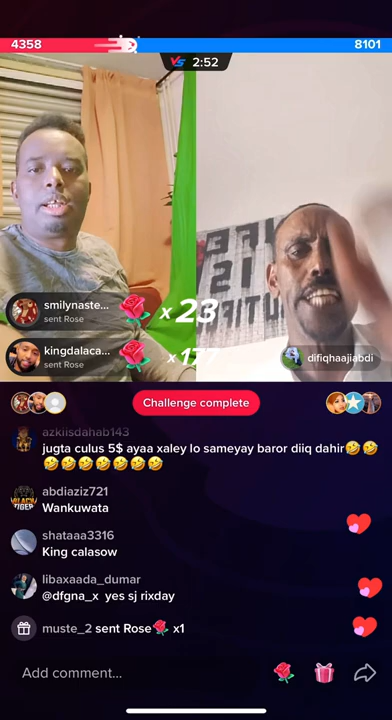 4358
8101
VS 2:52
smilynaste...
sent Rose
x 23
kingdalaca...
sent Rose
difiqhaajiabdi
Challenge complete
azkiisdahab143
jugta culus 5$ ayaa xaley lo sameyay baror diiq dahir🤣🤣
🤣🤣🤣🤣🤣🤣🤣🤣
abdiaziz721
Wankuwata
shataaa3316
King calasow
libaxaada_dumar
@dfgna_x yes sj rixday
muste_2 sent Rose🌹 x1
Add comment...